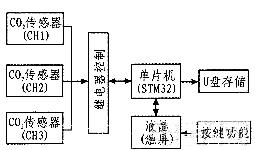 CO₂传感器
(CH1)
CO₂传感器
(CH2)
CO₂传感器
(CH3)
继电器控制
单片机
(STM32)
U盘存储
液晶
(触屏)
按键功能